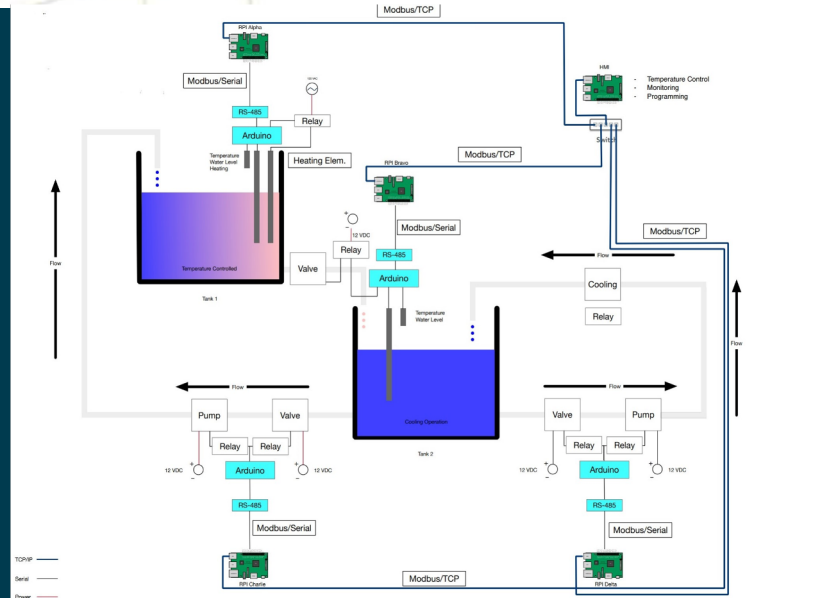 Modbus/TCP
RPI Alpha
HMI
Modbus/Serial
- Temperature Control
- Monitoring
- Programming
RS-485
Relay
Arduino
Switch
Temperature
Water Level
Heating
Heating Elem.
Modbus/TCP
RPI Bravo
Modbus/Serial
Modbus/TCP
+
-
12 VDC
Relay
RS-485
Flow
Flow
Valve
Arduino
Temperature Controlled
Cooling
Tank 1
Temperature
Water Level
Relay
Flow
Flow
Flow
Pump
Valve
Cooling Operation
Valve
Pump
Relay
Relay
Tank 2
Relay
Relay
12 VDC
+
-
Arduino
+
-
12 VDC
12 VDC
+
-
Arduino
+
-
12 VDC
RS-485
RS-485
Modbus/Serial
Modbus/Serial
TCP/IP
Serial
Power
RPI Charlie
Modbus/TCP
RPI Delta